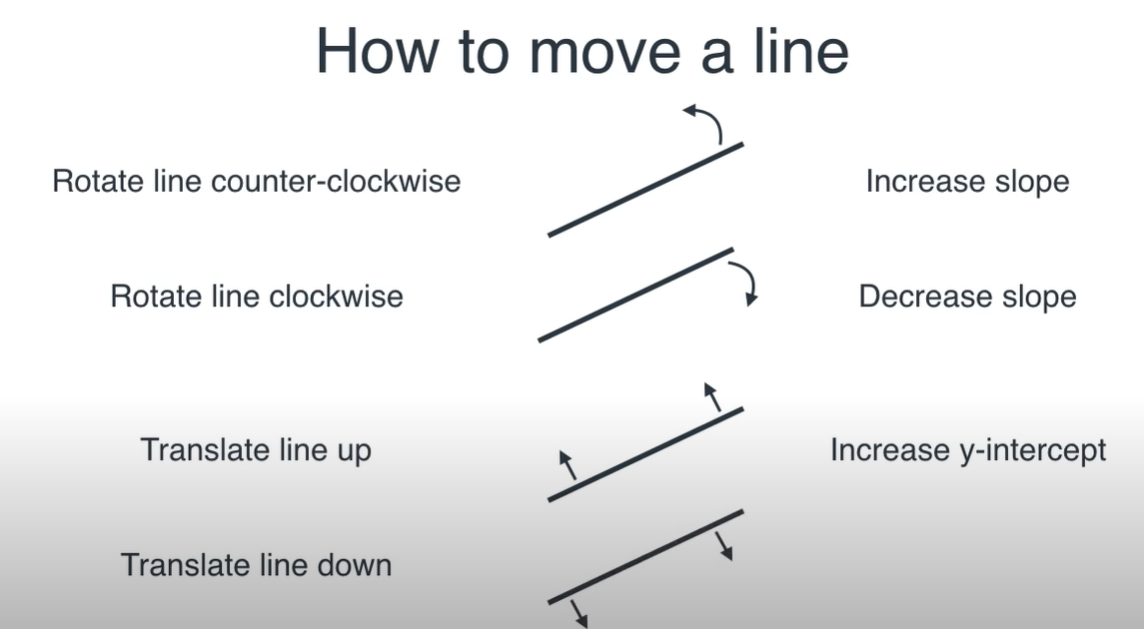 How to move a line
Rotate line counter-clockwise
Increase slope
Rotate line clockwise
Decrease slope
Translate line up
Increase y-intercept
Translate line down